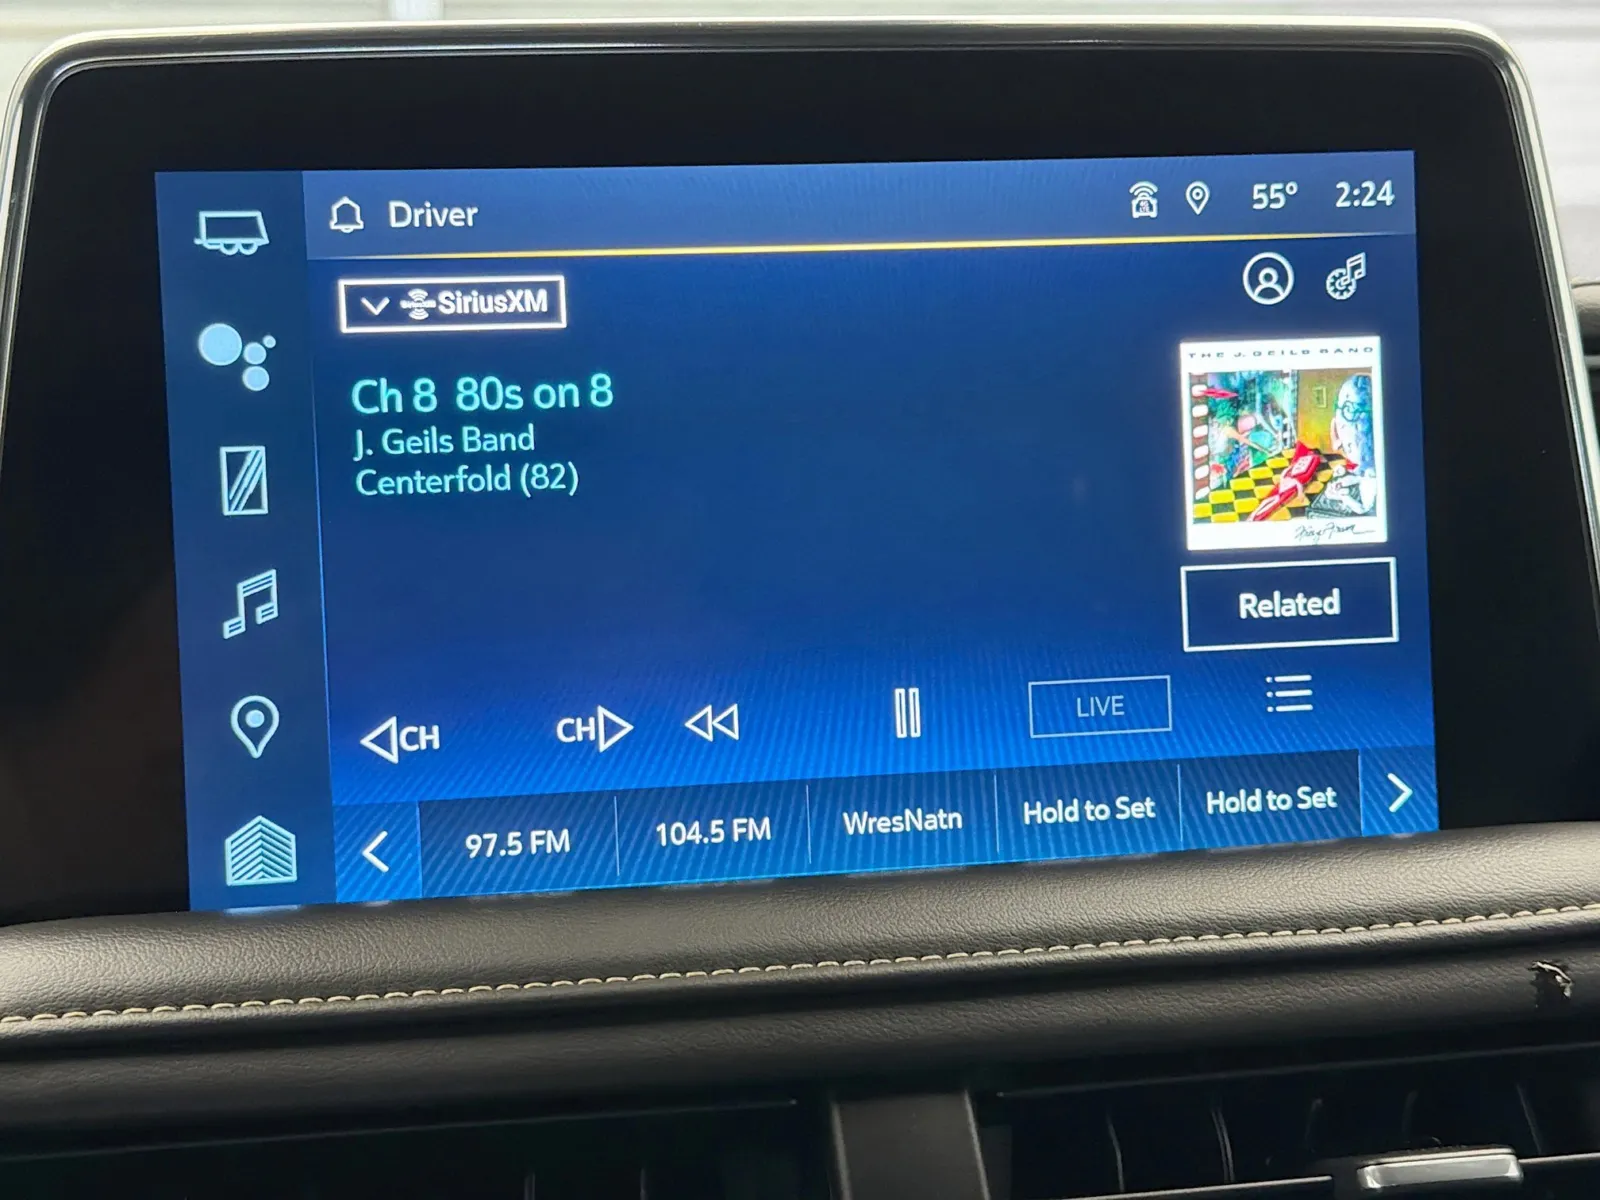 Driver
55° 2:24
SiriusXM
Ch 8 80s on 8
J. Geils Band
Centerfold (82)
THE J. GEILS BAND
Related
CH
CH
LIVE
97.5 FM
104.5 FM
WresNatn
Hold to Set
Hold to Set